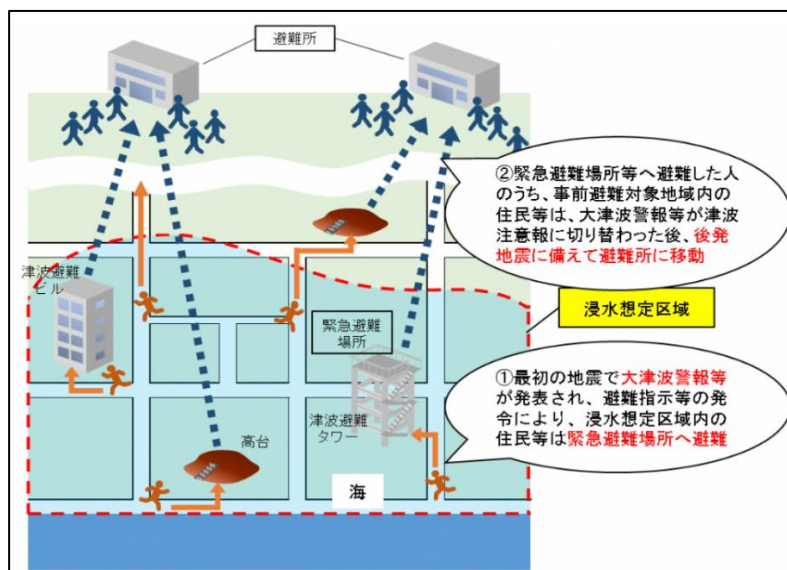 避難所
②緊急避難場所等へ避難した人
のうち、事前避難対象地域内の
住民等は、大津波警報等が津波
注意報に切り替わった後、後発
地震に備えて避難所に移動
津波避難
ビル
浸水想定区域
緊急避難
場所
①最初の地震で大津波警報等
が発表され、避難指示等の発
令により、浸水想定区域内の
住民等は緊急避難場所へ避難
津波避難
タワー
高台
海